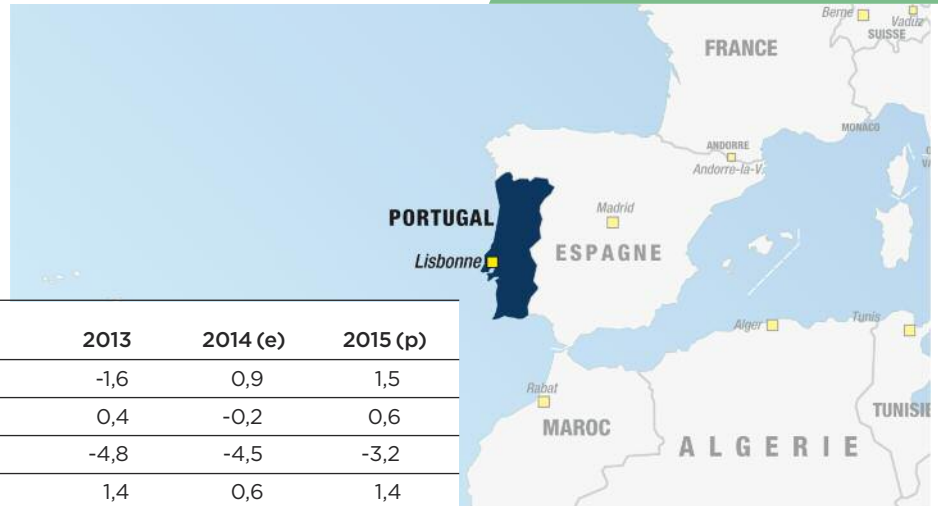 Berne
Vaduz
SUISSE
FRANCE
MONACO
ANDORRE
Andorre-la-V.
PORTUGAL
Madrid
Lisbonne
ESPAGNE
2013 2014 (e) 2015 (p)
-1,6 0,9 1,5
0,4 -0,2 0,6
-4,8 -4,5 -3,2
1,4 0,6 1,4
Alger
Tunis
Rabat
MAROC
TUNISIE
ALGERIE